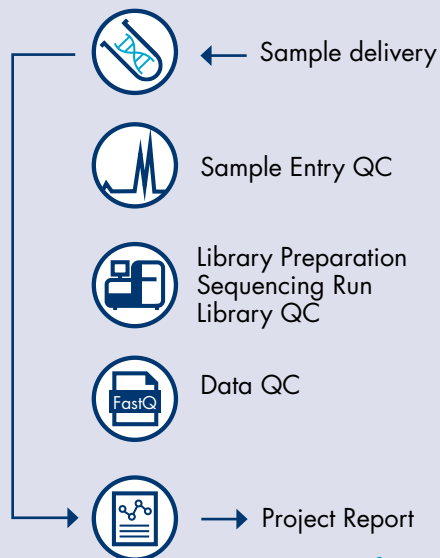 Sample delivery
Sample Entry QC
Library Preparation
Sequencing Run
Library QC
FastQ
Data QC
Project Report